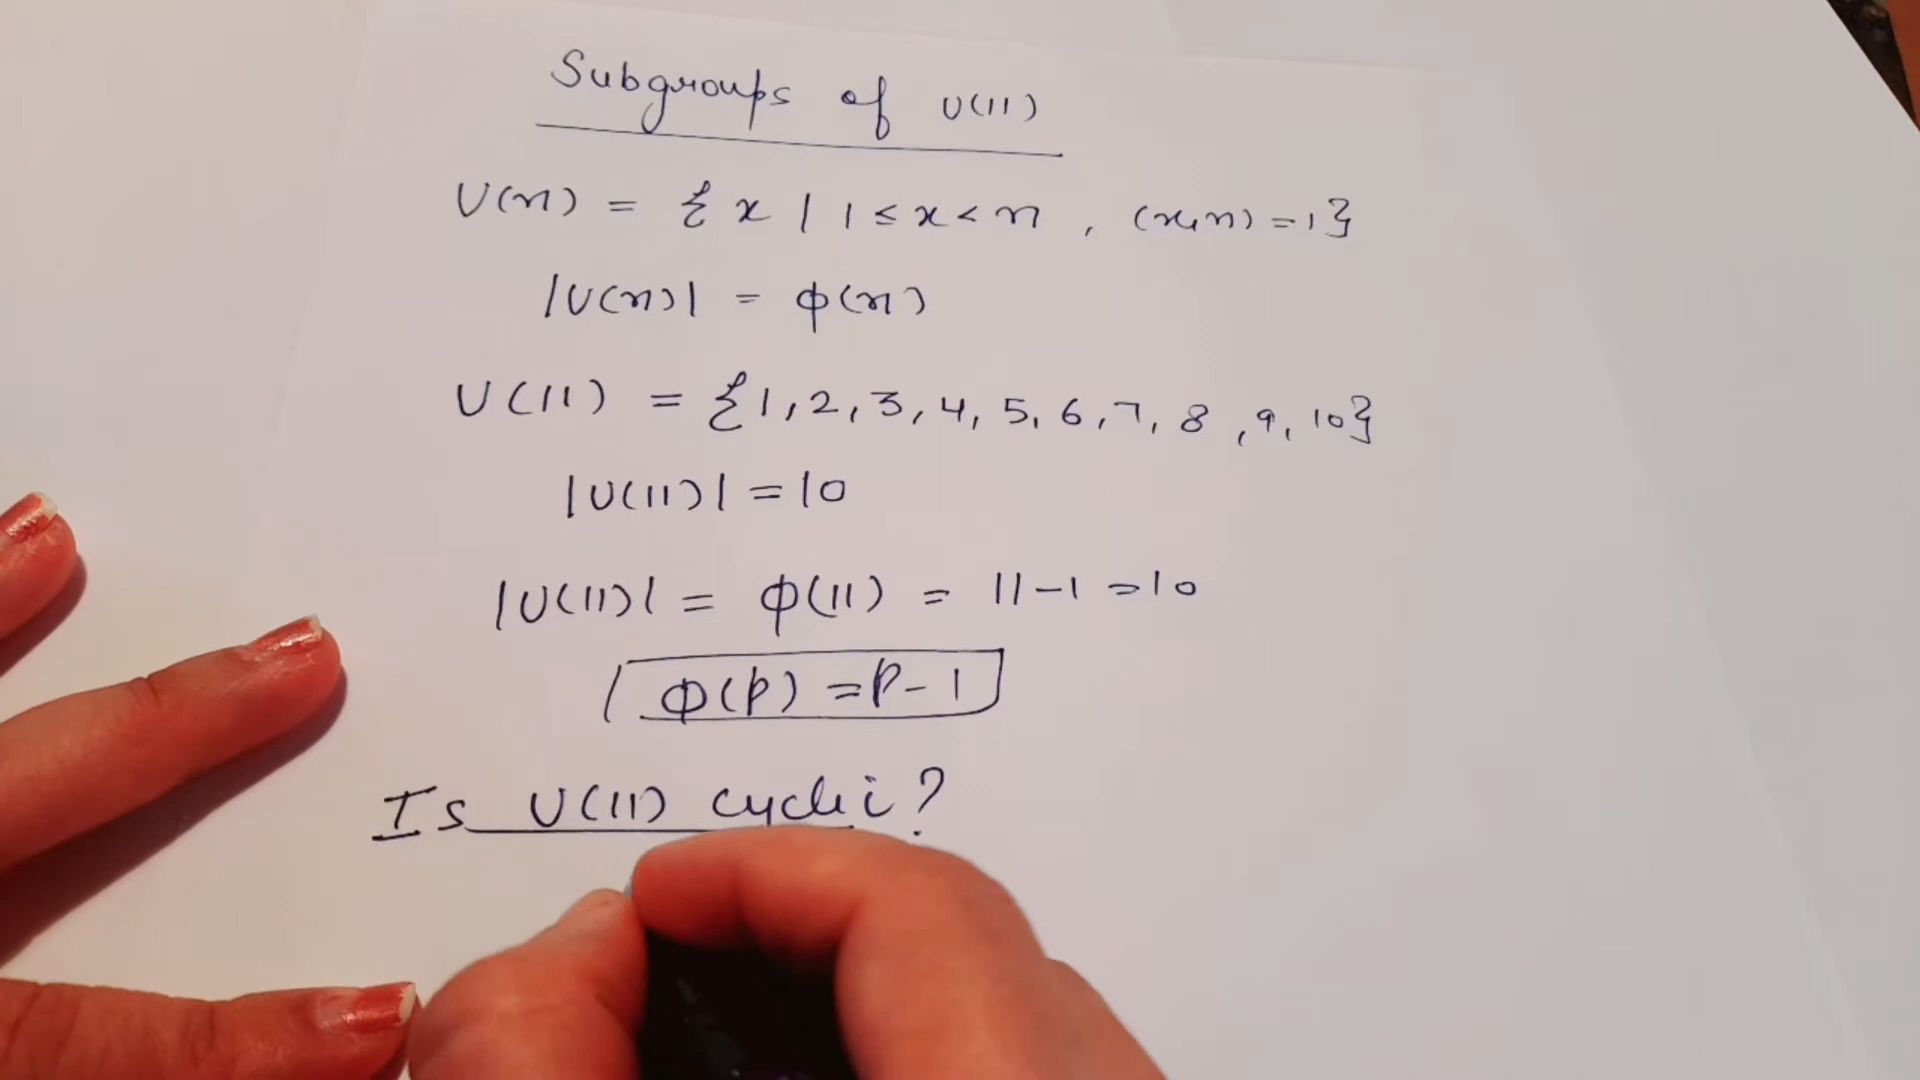 Subgroups of U(11)
U(n) = { x | 1 ≤ x < n , (x,n) = 1}
|U(n)| = φ(n)
U(11) = {1, 2, 3, 4, 5, 6, 7, 8, 9, 10}
|U(11)| = 10
|U(11)| = φ(11) = 11-1 = 10
φ(p) = p-1
Is U(11) cyclic?